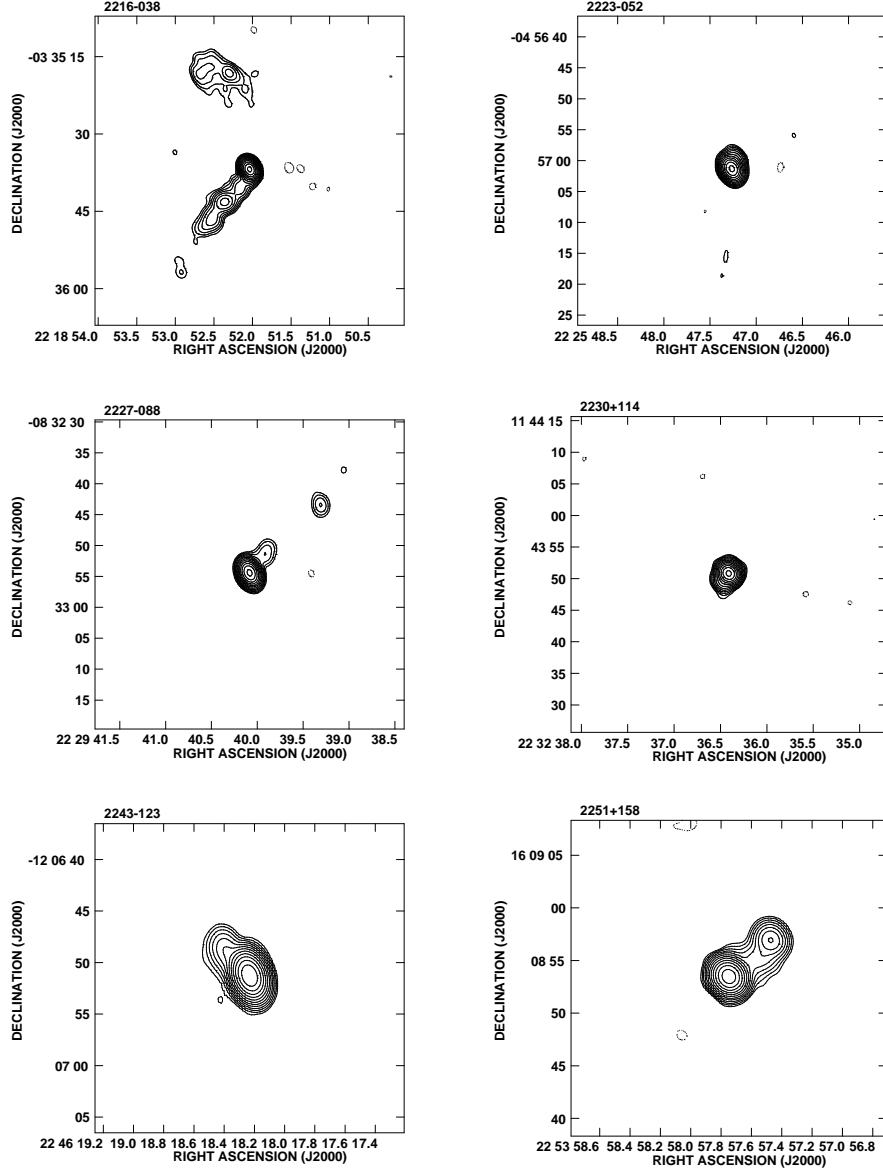 2216-038
-03 35 15
30
45
36 00
DECLINATION (J2000)
22 18 54.0 53.5 53.0 52.5 52.0 51.5 51.0 50.5
RIGHT ASCENSION (J2000)
2223-052
-04 56 40
45
50
55
57 00
05
10
15
20
25
DECLINATION (J2000)
22 25 48.5 48.0 47.5 47.0 46.5 46.0
RIGHT ASCENSION (J2000)
2227-088
-08 32 30
35
40
45
50
55
33 00
05
10
15
DECLINATION (J2000)
22 29 41.5 41.0 40.5 40.0 39.5 39.0 38.5
RIGHT ASCENSION (J2000)
2230+114
11 44 15
10
05
00
43 55
50
45
40
35
30
DECLINATION (J2000)
22 32 38.0 37.5 37.0 36.5 36.0 35.5 35.0
RIGHT ASCENSION (J2000)
2243-123
-12 06 40
45
50
55
07 00
05
DECLINATION (J2000)
22 46 19.2 19.0 18.8 18.6 18.4 18.2 18.0 17.8 17.6 17.4
RIGHT ASCENSION (J2000)
2251+158
16 09 05
00
08 55
50
45
40
DECLINATION (J2000)
22 53 58.6 58.4 58.2 58.0 57.8 57.6 57.4 57.2 57.0 56.8
RIGHT ASCENSION (J2000)